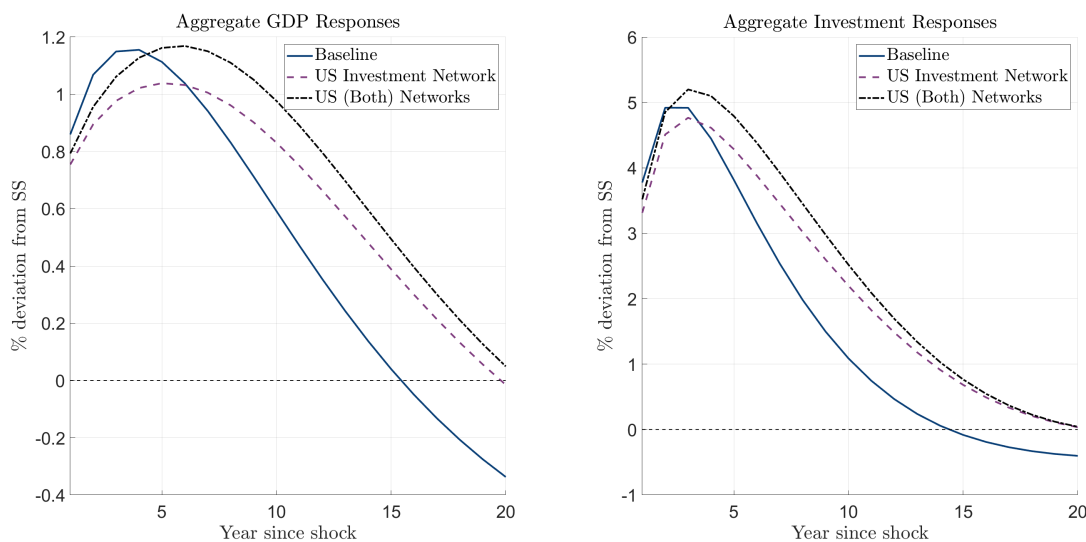 Aggregate GDP Responses
% deviation from SS
1.2
1
0.8
0.6
0.4
0.2
0
-0.2
-0.4
Baseline
US Investment Network
US (Both) Networks
5
10
15
20
Year since shock
Aggregate Investment Responses
% deviation from SS
6
5
4
3
2
1
0
-1
Baseline
US Investment Network
US (Both) Networks
5
10
15
20
Year since shock